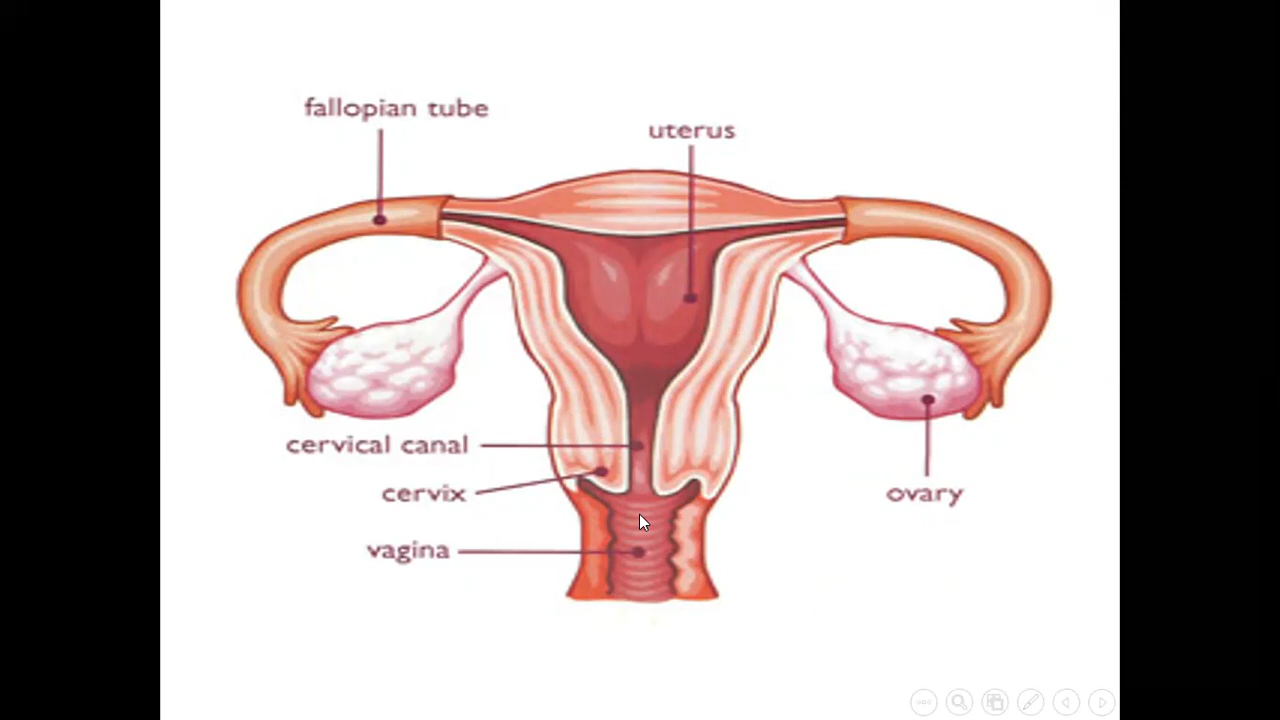 fallopian tube
uterus
cervical canal
cervix
ovary
vagina